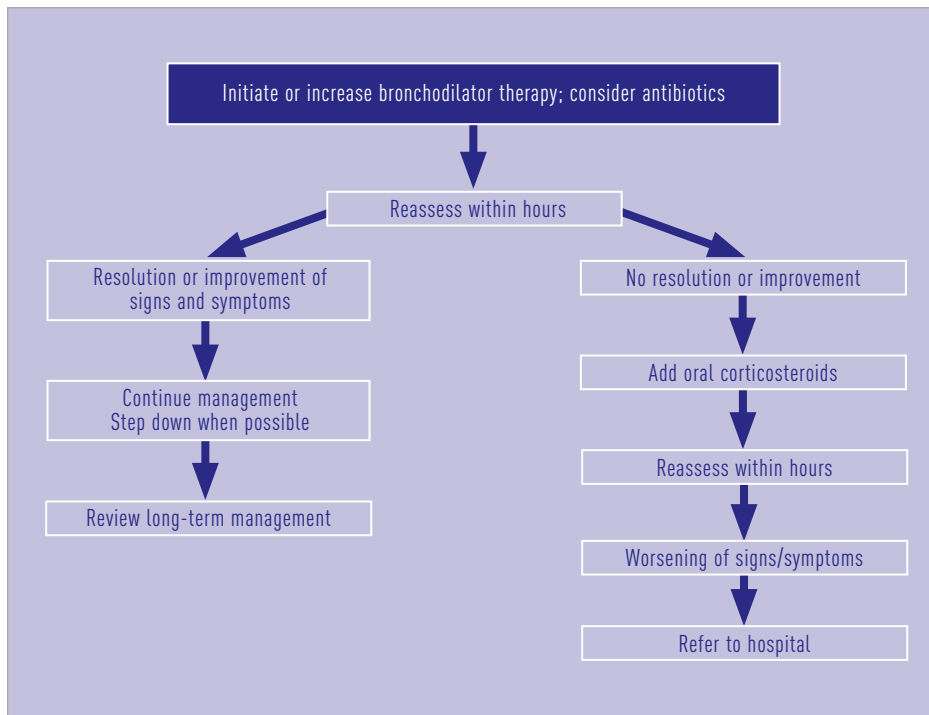 Initiate or increase bronchodilator therapy; consider antibiotics
Reassess within hours
Resolution or improvement of
signs and symptoms
Continue management
Step down when possible
Review long-term management
No resolution or improvement
Add oral corticosteroids
Reassess within hours
Worsening of signs/symptoms
Refer to hospital